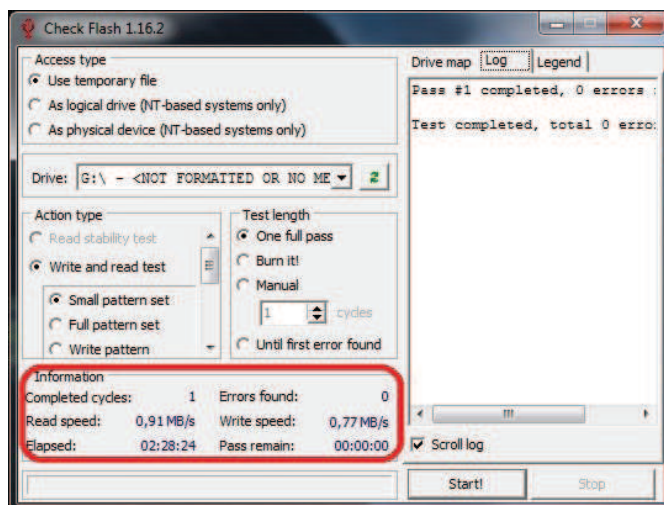 Check Flash 1.16.2
Access type
Use temporary file
As logical drive (NT-based systems only)
As physical device (NT-based systems only)
Drive: G:\ - <NOT FORMATTED OR NO ME
Action type
Read stability test
Write and read test
Small pattern set
Full pattern set
Write pattern
Test length
One full pass
Burn it!
Manual
1 cycles
Until first error found
Information
Completed cycles: 1 Errors found: 0
Read speed: 0,91 MB/s Write speed: 0,77 MB/s
Elapsed: 02:28:24 Pass remain: 00:00:00
Drive map Log Legend
Pass #1 completed, 0 errors
Test completed, total 0 erro
Scroll log
Start! Stop